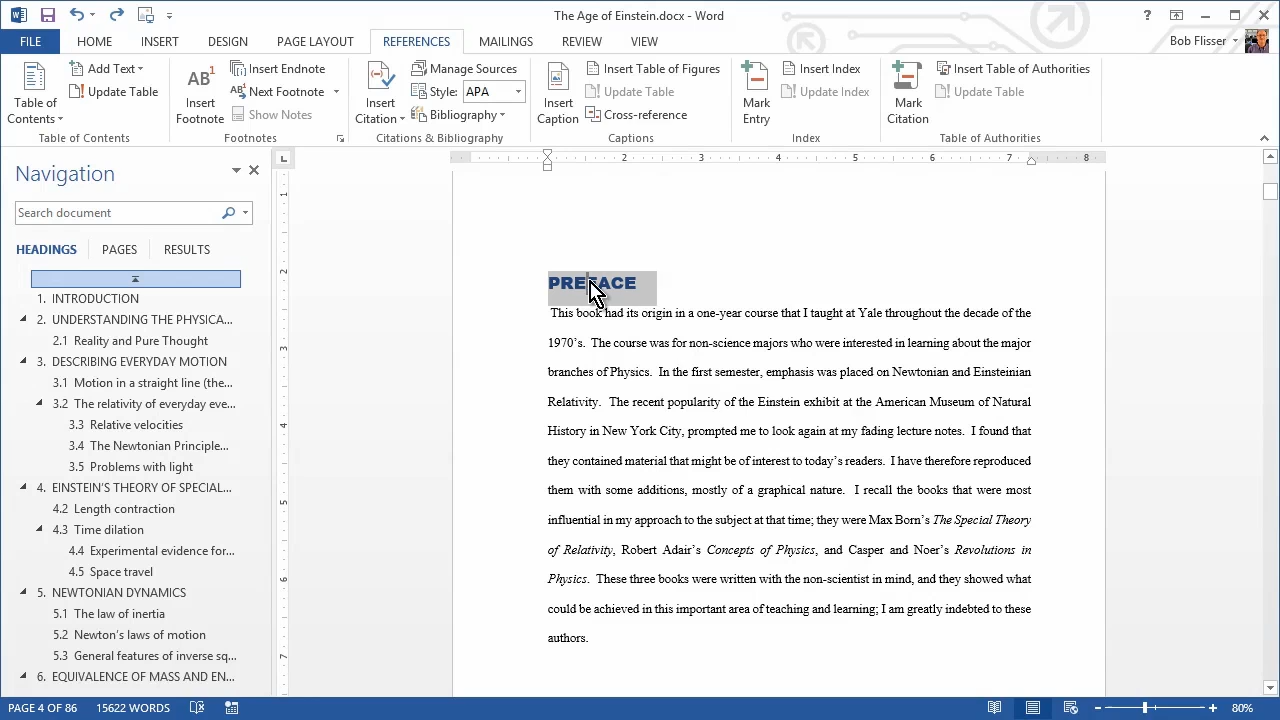 The Age of Einstein.docx - Word
FILE HOME INSERT DESIGN PAGE LAYOUT REFERENCES MAILINGS REVIEW VIEW Bob Flisser
Table of Contents
Add Text
Update Table
Table of Contents
AB1
Insert Footnote
Insert Endnote
AB1 Next Footnote
Show Notes
Footnotes
Insert Citation
Manage Sources
Style: APA
Bibliography
Citations & Bibliography
Insert Caption
Insert Table of Figures
Update Table
Cross-reference
Captions
Mark Entry
Insert Index
Update Index
Index
Mark Citation
Insert Table of Authorities
Update Table
Table of Authorities
Navigation
Search document
HEADINGS PAGES RESULTS
1. INTRODUCTION
2. UNDERSTANDING THE PHYSICA...
2.1 Reality and Pure Thought
3. DESCRIBING EVERYDAY MOTION
3.1 Motion in a straight line (the...
3.2 The relativity of everyday eve...
3.3 Relative velocities
3.4 The Newtonian Principle...
3.5 Problems with light
4. EINSTEIN'S THEORY OF SPECIAL...
4.2 Length contraction
4.3 Time dilation
4.4 Experimental evidence for...
4.5 Space travel
5. NEWTONIAN DYNAMICS
5.1 The law of inertia
5.2 Newton's laws of motion
5.3 General features of inverse sq...
6. EQUIVALENCE OF MASS AND EN...
2 3 4 5 6 7 8
1
2
3
4
5
6
7
PREFACE
This book had its origin in a one-year course that I taught at Yale throughout the decade of the
1970's. The course was for non-science majors who were interested in learning about the major
branches of Physics. In the first semester, emphasis was placed on Newtonian and Einsteinian
Relativity. The recent popularity of the Einstein exhibit at the American Museum of Natural
History in New York City, prompted me to look again at my fading lecture notes. I found that
they contained material that might be of interest to today's readers. I have therefore reproduced
them with some additions, mostly of a graphical nature. I recall the books that were most
influential in my approach to the subject at that time; they were Max Born's The Special Theory
of Relativity, Robert Adair's Concepts of Physics, and Casper and Noer's Revolutions in
Physics. These three books were written with the non-scientist in mind, and they showed what
could be achieved in this important area of teaching and learning; I am greatly indebted to these
authors.
PAGE 4 OF 86 15622 WORDS 80%